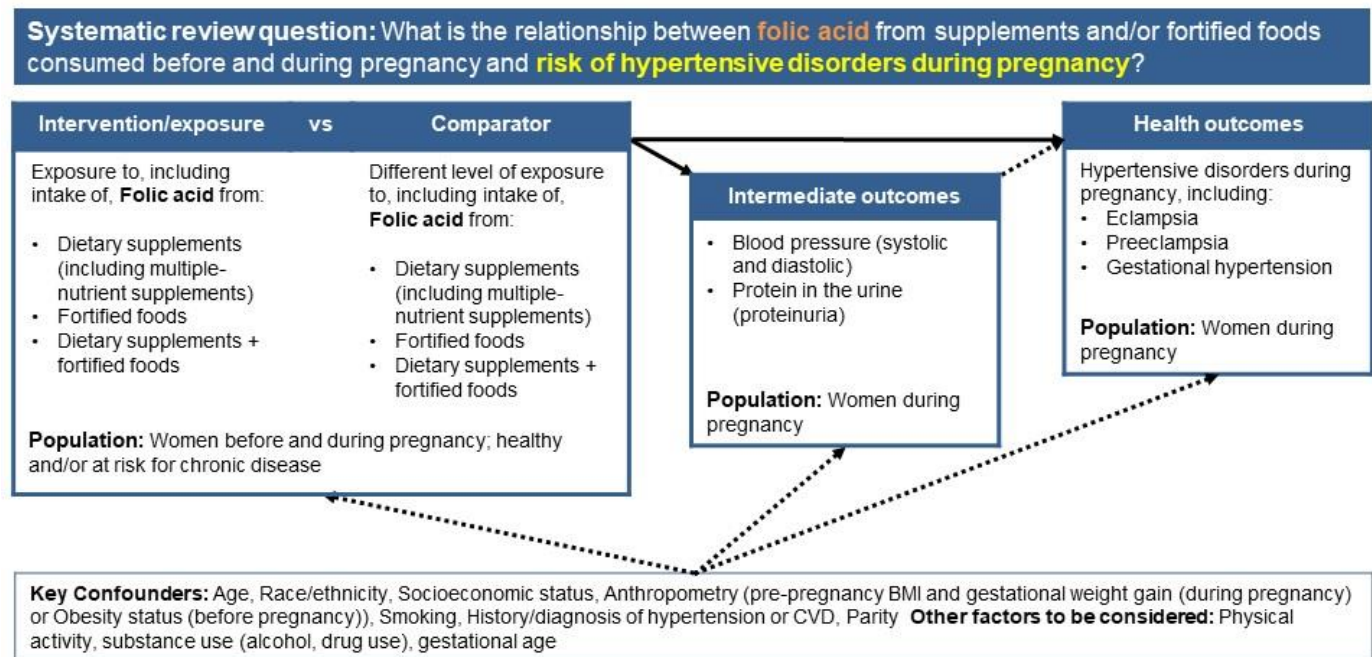 Systematic review question: What is the relationship between folic acid from supplements and/or fortified foods
consumed before and during pregnancy and risk of hypertensive disorders during pregnancy?
Intervention/exposure vs Comparator
Exposure to, including
intake of, Folic acid from:
• Dietary supplements
(including multiple-
nutrient supplements)
• Fortified foods
• Dietary supplements +
fortified foods
Different level of exposure
to, including intake of,
Folic acid from:
• Dietary supplements
(including multiple-
nutrient supplements)
• Fortified foods
• Dietary supplements +
fortified foods
Population: Women before and during pregnancy; healthy
and/or at risk for chronic disease
Intermediate outcomes
• Blood pressure (systolic
and diastolic)
• Protein in the urine
(proteinuria)
Population: Women during
pregnancy
Health outcomes
Hypertensive disorders during
pregnancy, including:
• Eclampsia
• Preeclampsia
• Gestational hypertension
Population: Women during
pregnancy
Key Confounders: Age, Race/ethnicity, Socioeconomic status, Anthropometry (pre-pregnancy BMI and gestational weight gain (during pregnancy)
or Obesity status (before pregnancy)), Smoking, History/diagnosis of hypertension or CVD, Parity Other factors to be considered: Physical
activity, substance use (alcohol, drug use), gestational age